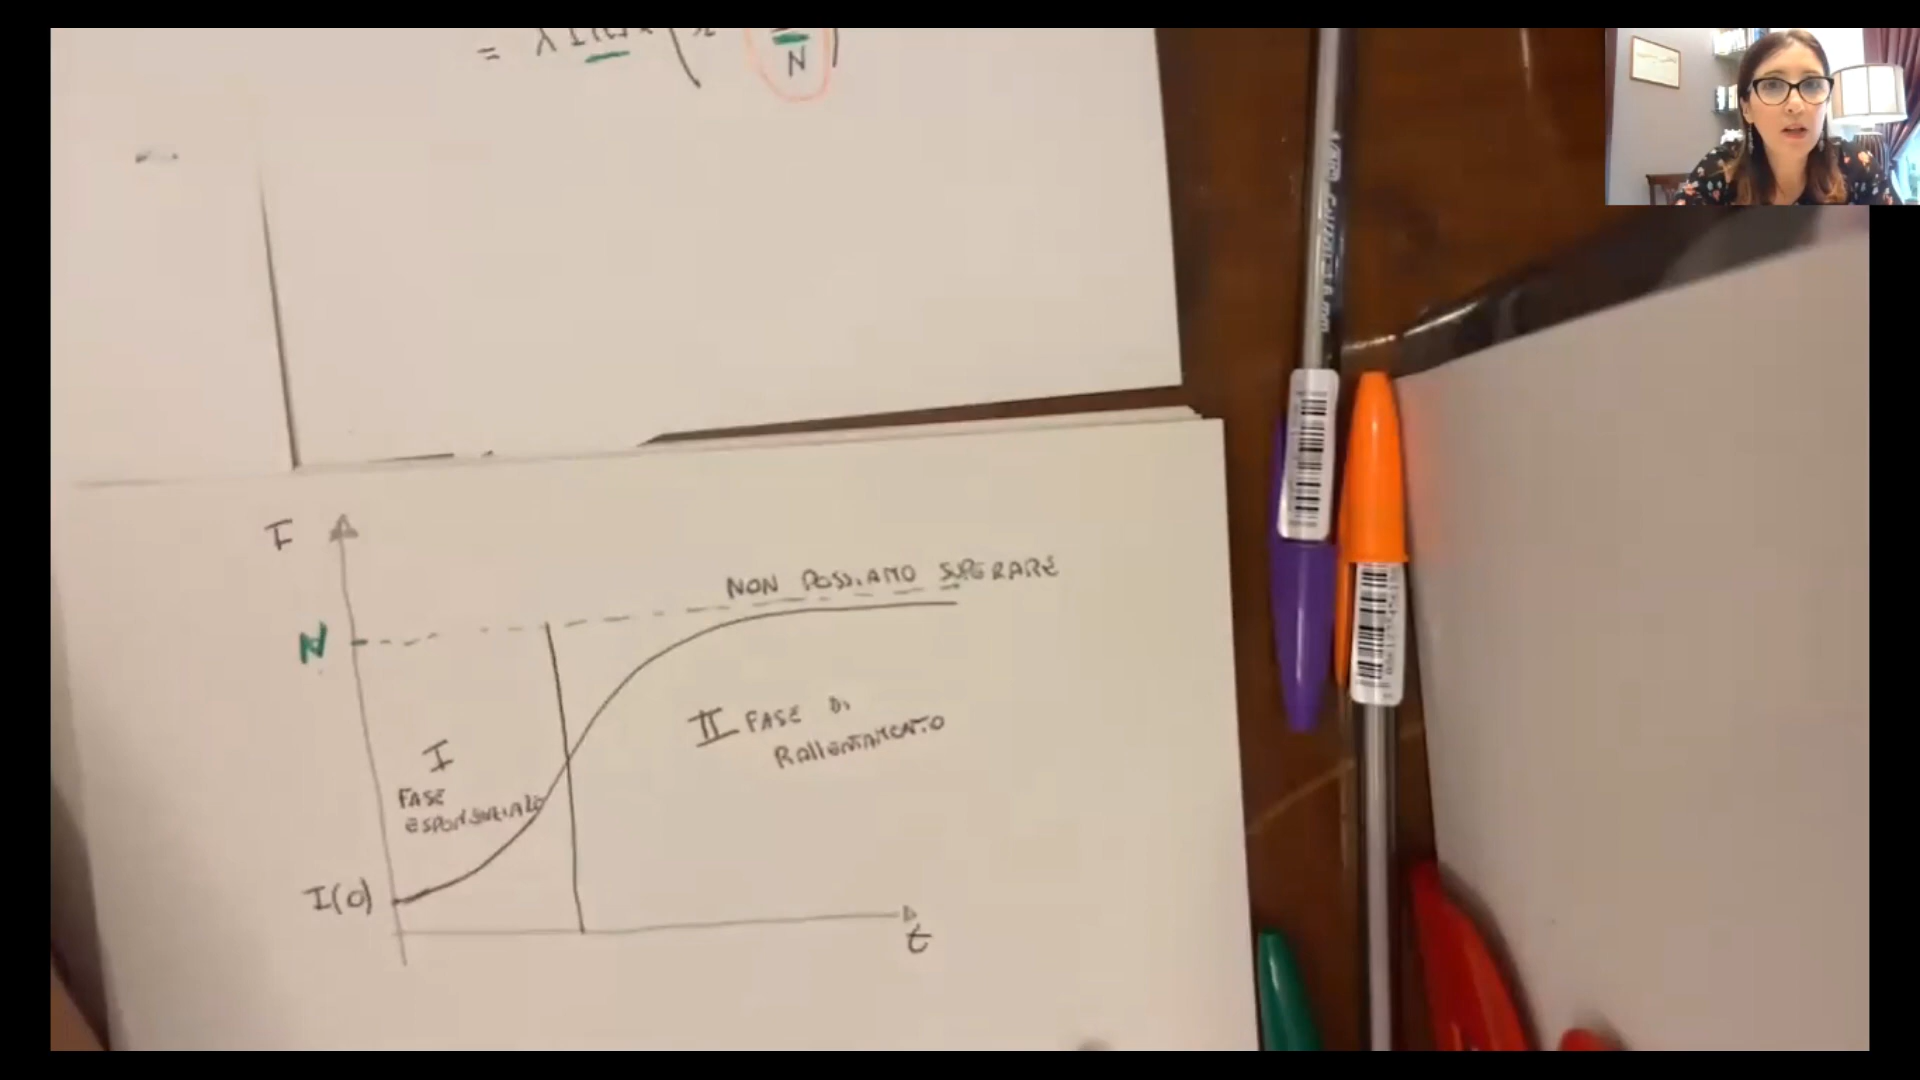 = λ I(t)
N
I
N
NON POSSIAMO SUPERARE
I
FASE
ESPONENZIALE
II FASE DI
RALLENTAMENTO
I(0)
t